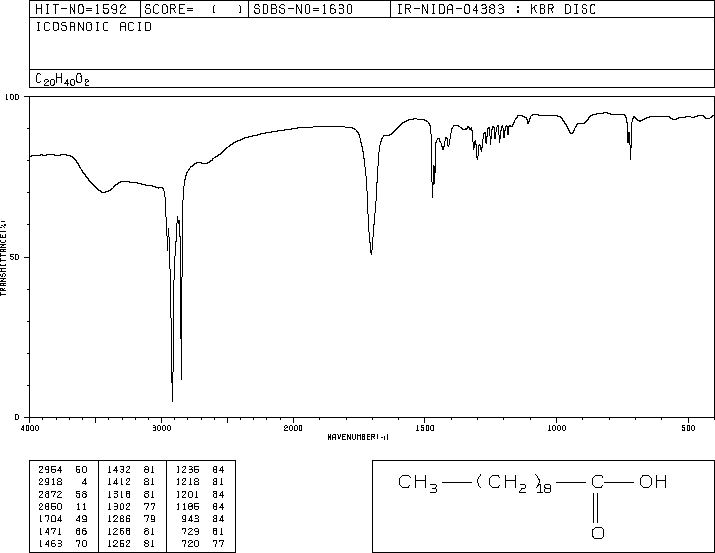 HIT-NO=1592 SCORE= ( ) SDBS-NO=1630 IR-NIDA-04383 : KBR DISC
ICOSANOIC ACID
C20H40O2
100
50
0
TRANSMITTANCE(%)
4000 3000 2000 1500 1000 500
WAVENUMBER(-1)
2954 60 1432 81 1236 84
2918 4 1412 81 1218 81
2872 58 1318 81 1201 84
2850 11 1302 77 1186 84
1704 49 1286 79 943 84
1471 66 1268 81 729 81
1463 70 1252 81 720 77
CH3 (CH2)18 C OH
O